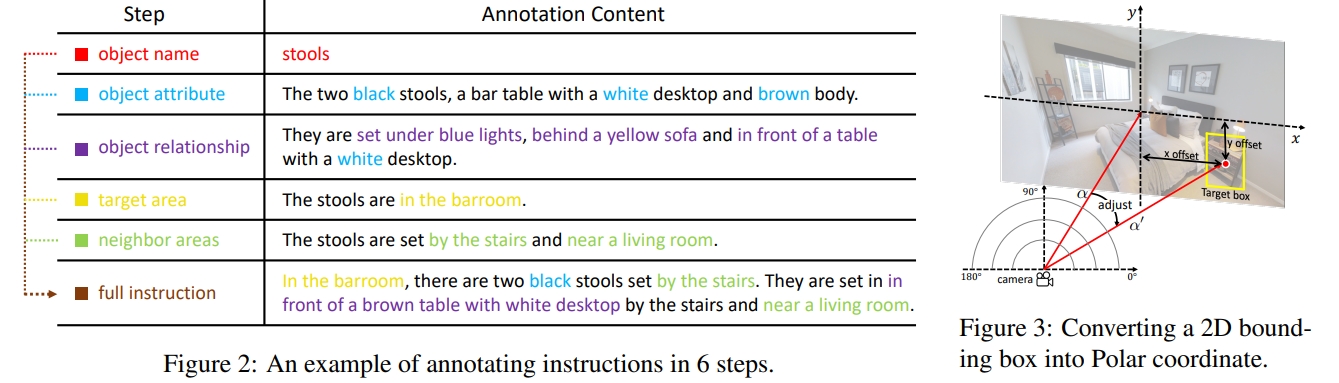 Step Annotation Content
object name stools
object attribute The two black stools, a bar table with a white desktop and brown body.
object relationship They are set under blue lights, behind a yellow sofa and in front of a table
with a white desktop.
target area The stools are in the barroom.
neighbor areas The stools are set by the stairs and near a living room.
full instruction In the barroom, there are two black stools set by the stairs. They are set in in
front of a brown table with white desktop by the stairs and near a living room.
Figure 2: An example of annotating instructions in 6 steps.
y
x
y offset
x offset
Target box
90°
α
adjust
α′
180°
camera
0°
Figure 3: Converting a 2D bound-
ing box into Polar coordinate.